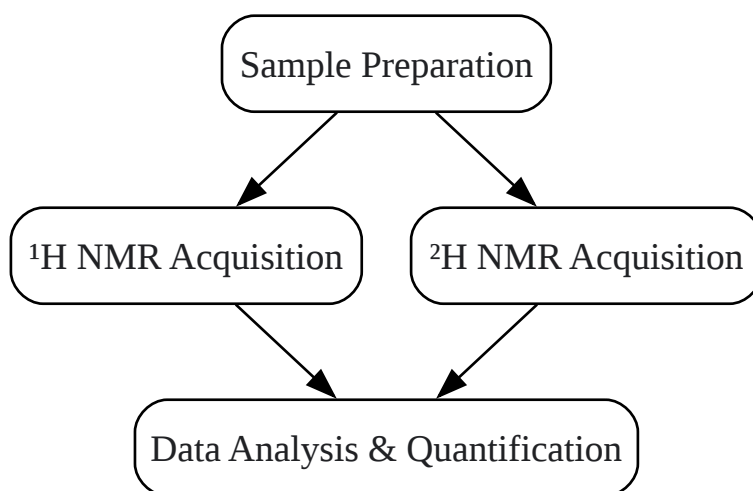 Sample Preparation
¹H NMR Acquisition
²H NMR Acquisition
Data Analysis & Quantification